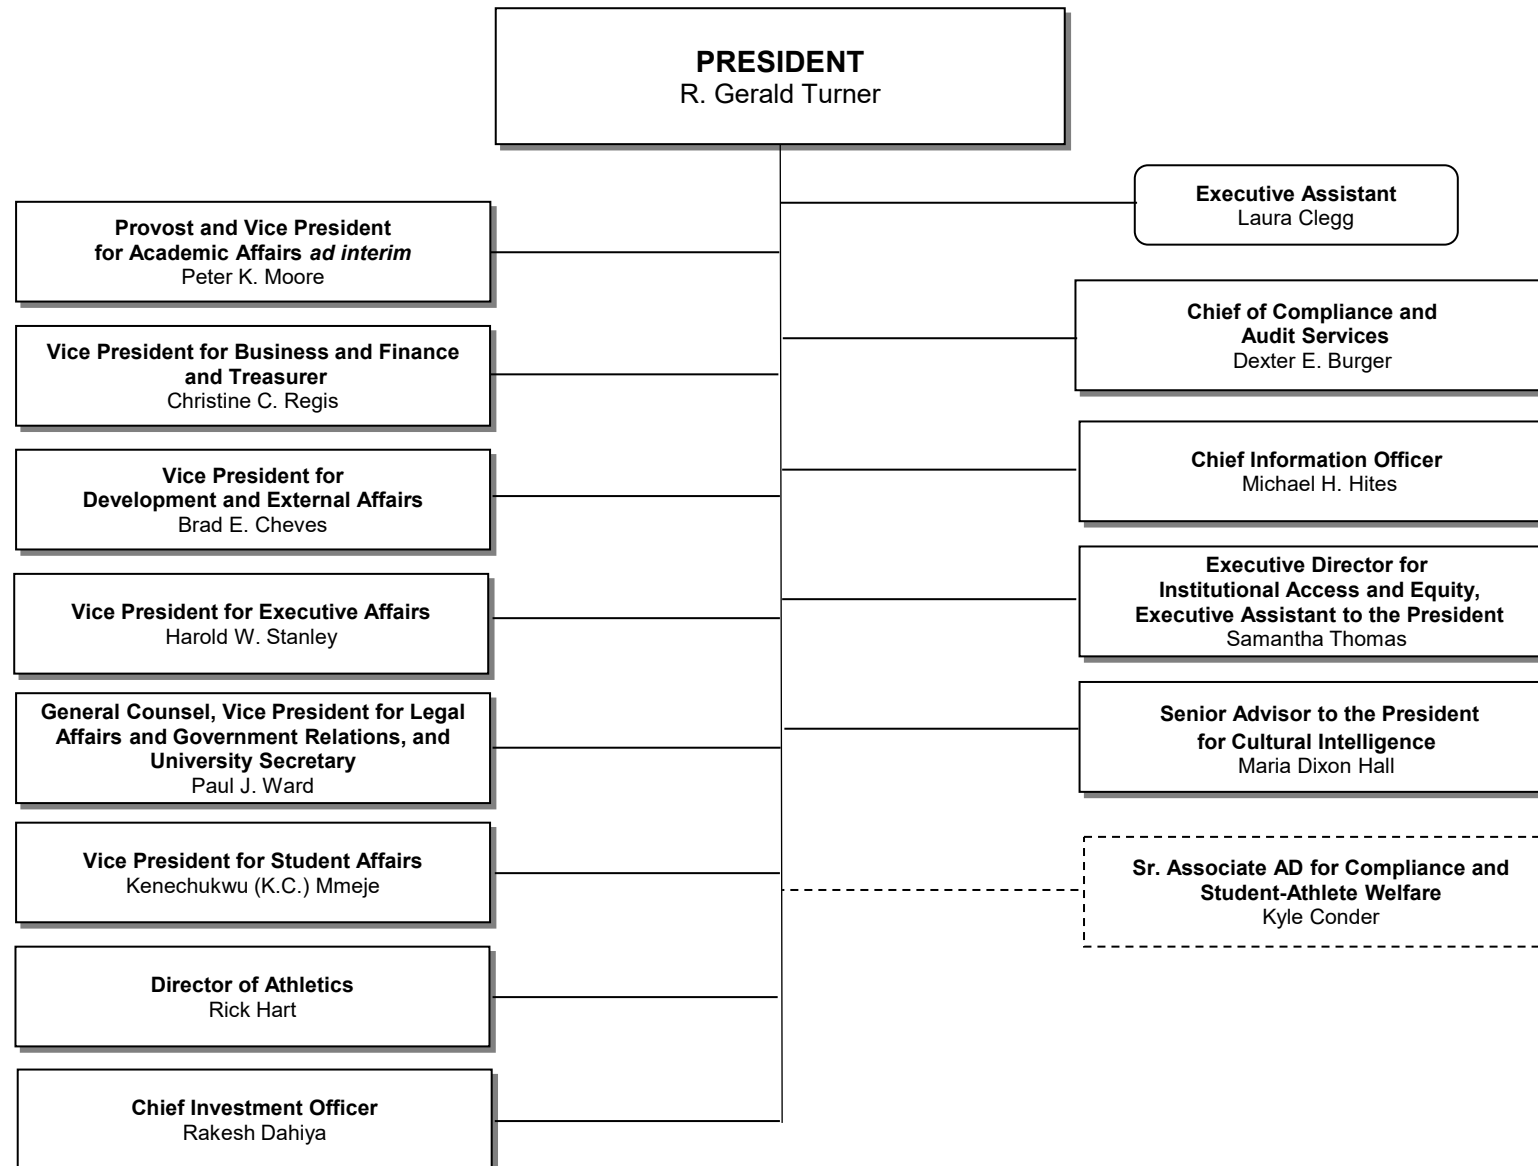 PRESIDENT
R. Gerald Turner
Executive Assistant
Laura Clegg
Provost and Vice President
for Academic Affairs ad interim
Peter K. Moore
Chief of Compliance and
Audit Services
Dexter E. Burger
Vice President for Business and Finance
and Treasurer
Christine C. Regis
Chief Information Officer
Michael H. Hites
Vice President for
Development and External Affairs
Brad E. Cheves
Executive Director for
Institutional Access and Equity,
Executive Assistant to the President
Samantha Thomas
Vice President for Executive Affairs
Harold W. Stanley
Senior Advisor to the President
for Cultural Intelligence
Maria Dixon Hall
General Counsel, Vice President for Legal
Affairs and Government Relations, and
University Secretary
Paul J. Ward
Vice President for Student Affairs
Kenechukwu (K.C.) Mmeje
Sr. Associate AD for Compliance and
Student-Athlete Welfare
Kyle Conder
Director of Athletics
Rick Hart
Chief Investment Officer
Rakesh Dahiya